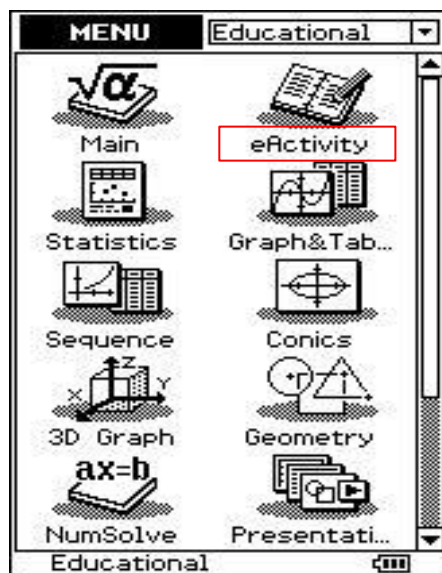 MENU Educational
√α
Main eActivity
Statistics Graph&Tab...
Sequence Conics
Z
X Y
r
3D Graph Geometry
ax=b
NumSolve Presentati...
Educational